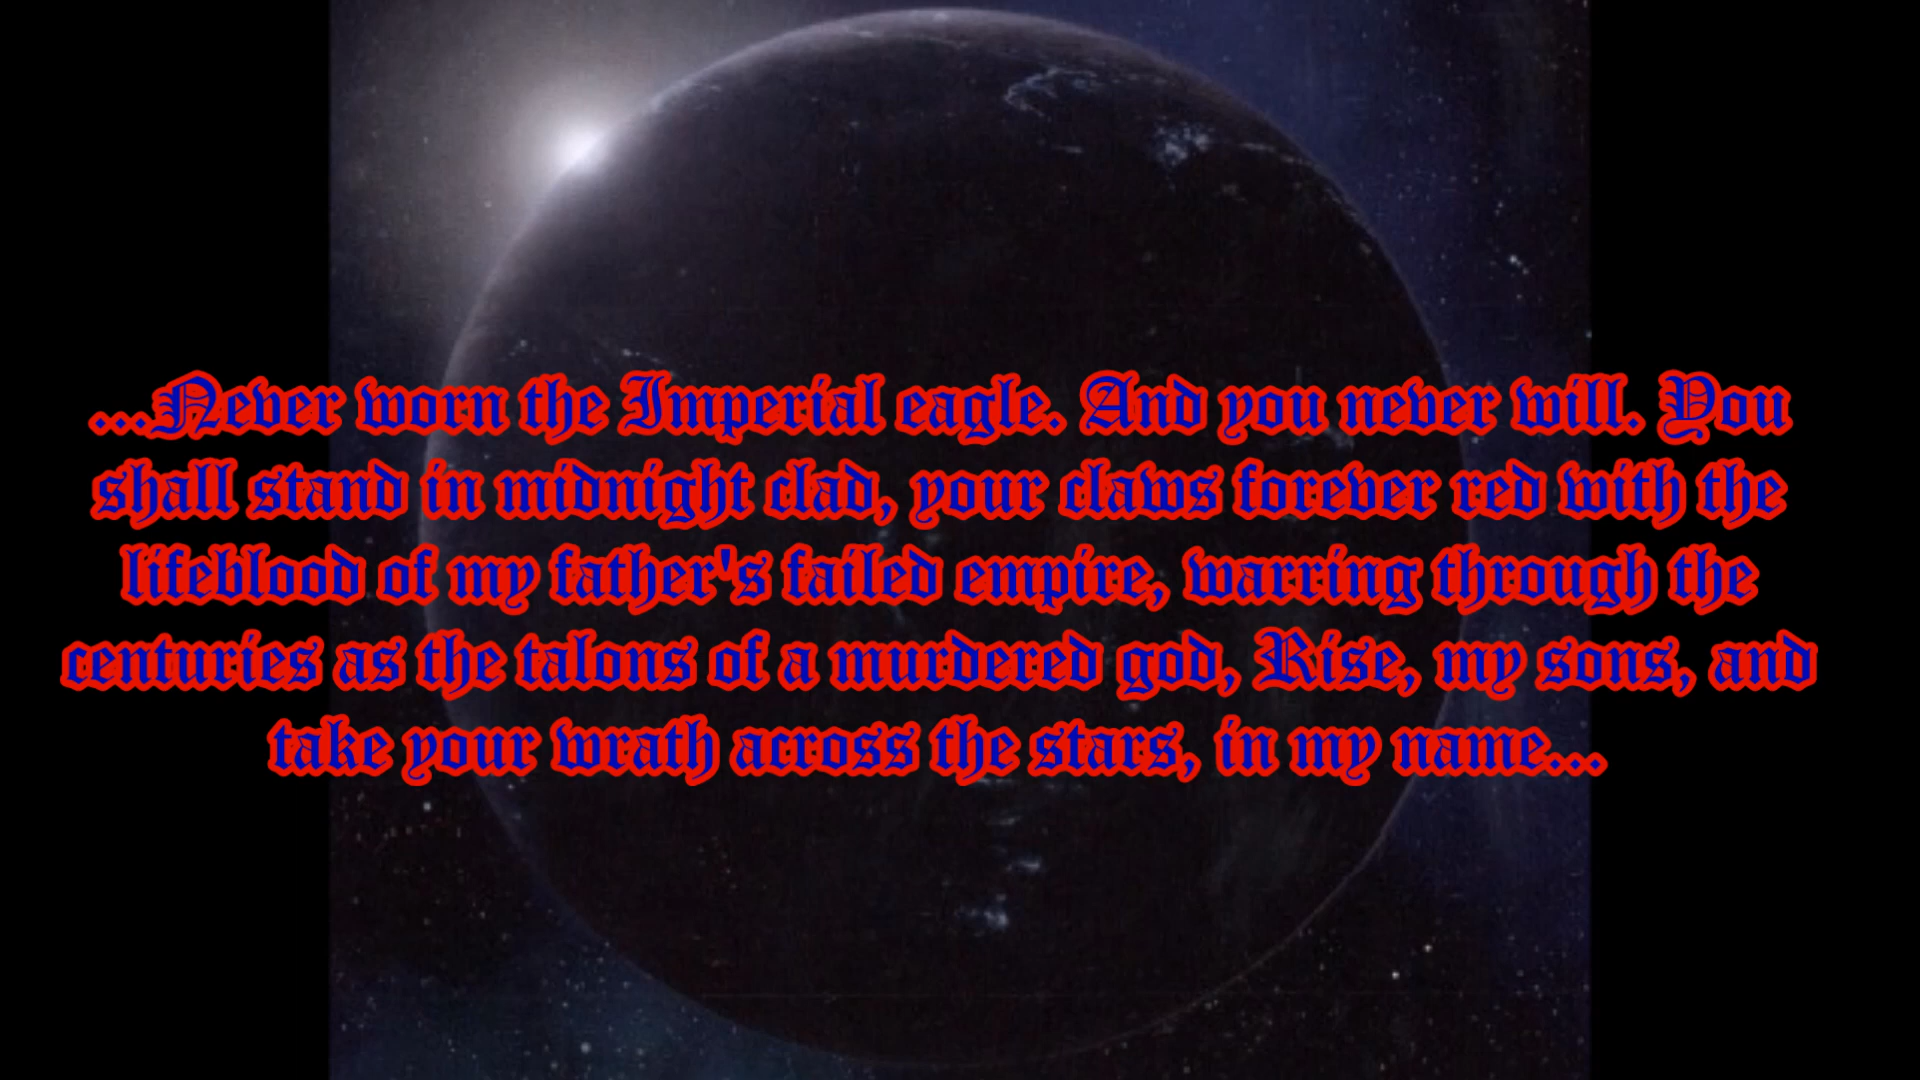 ...Never worn the Imperial eagle. And you never will. You
shall stand in midnight clad, your claws forever red with the
lifeblood of my father's failed empire, warring through the
centuries as the talons of a murdered god, Rise, my sons, and
take your wrath across the stars, in my name...